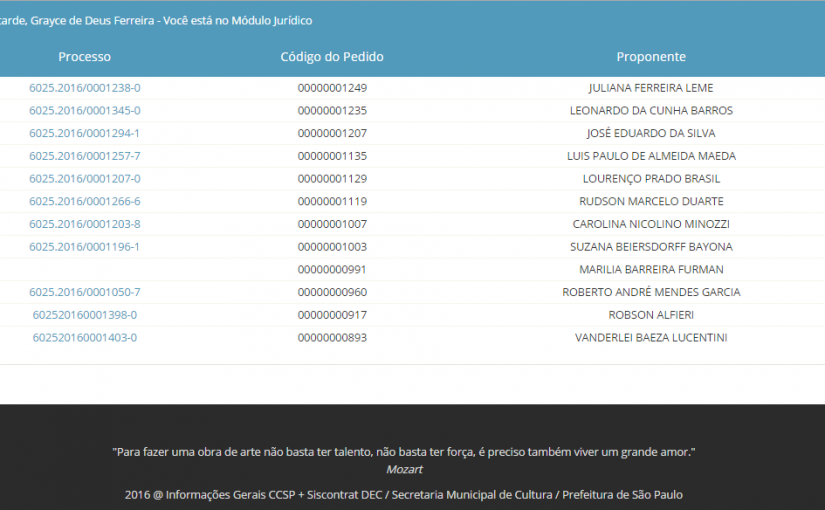 tarde, Grayce de Deus Ferreira - Você está no Módulo Jurídico
Processo Código do Pedido Proponente
6025.2016/0001238-0 00000001249 JULIANA FERREIRA LEME
6025.2016/0001345-0 00000001235 LEONARDO DA CUNHA BARROS
6025.2016/0001294-1 00000001207 JOSÉ EDUARDO DA SILVA
6025.2016/0001257-7 00000001135 LUIS PAULO DE ALMEIDA MAEDA
6025.2016/0001207-0 00000001129 LOURENÇO PRADO BRASIL
6025.2016/0001266-6 00000001119 RUDSON MARCELO DUARTE
6025.2016/0001203-8 00000001007 CAROLINA NICOLINO MINOZZI
6025.2016/0001196-1 00000001003 SUZANA BEIERSDORFF BAYONA
00000000991 MARILIA BARREIRA FURMAN
6025.2016/0001050-7 00000000960 ROBERTO ANDRÉ MENDES GARCIA
602520160001398-0 00000000917 ROBSON ALFIERI
602520160001403-0 00000000893 VANDERLEI BAEZA LUCENTINI
"Para fazer uma obra de arte não basta ter talento, não basta ter força, é preciso também viver um grande amor."
Mozart
2016 @ Informações Gerais CCSP + Siscontrat DEC / Secretaria Municipal de Cultura / Prefeitura de São Paulo